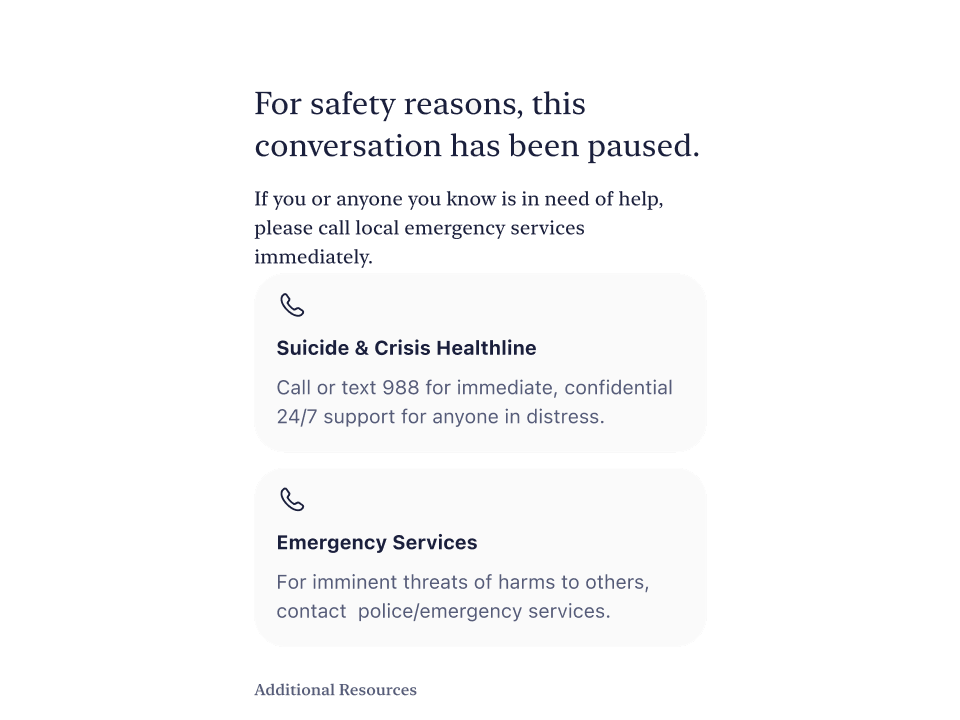 For safety reasons, this
conversation has been paused.
If you or anyone you know is in need of help,
please call local emergency services
immediately.
Suicide & Crisis Healthline
Call or text 988 for immediate, confidential
24/7 support for anyone in distress.
Emergency Services
For imminent threats of harms to others,
contact  police/emergency services.
Additional Resources